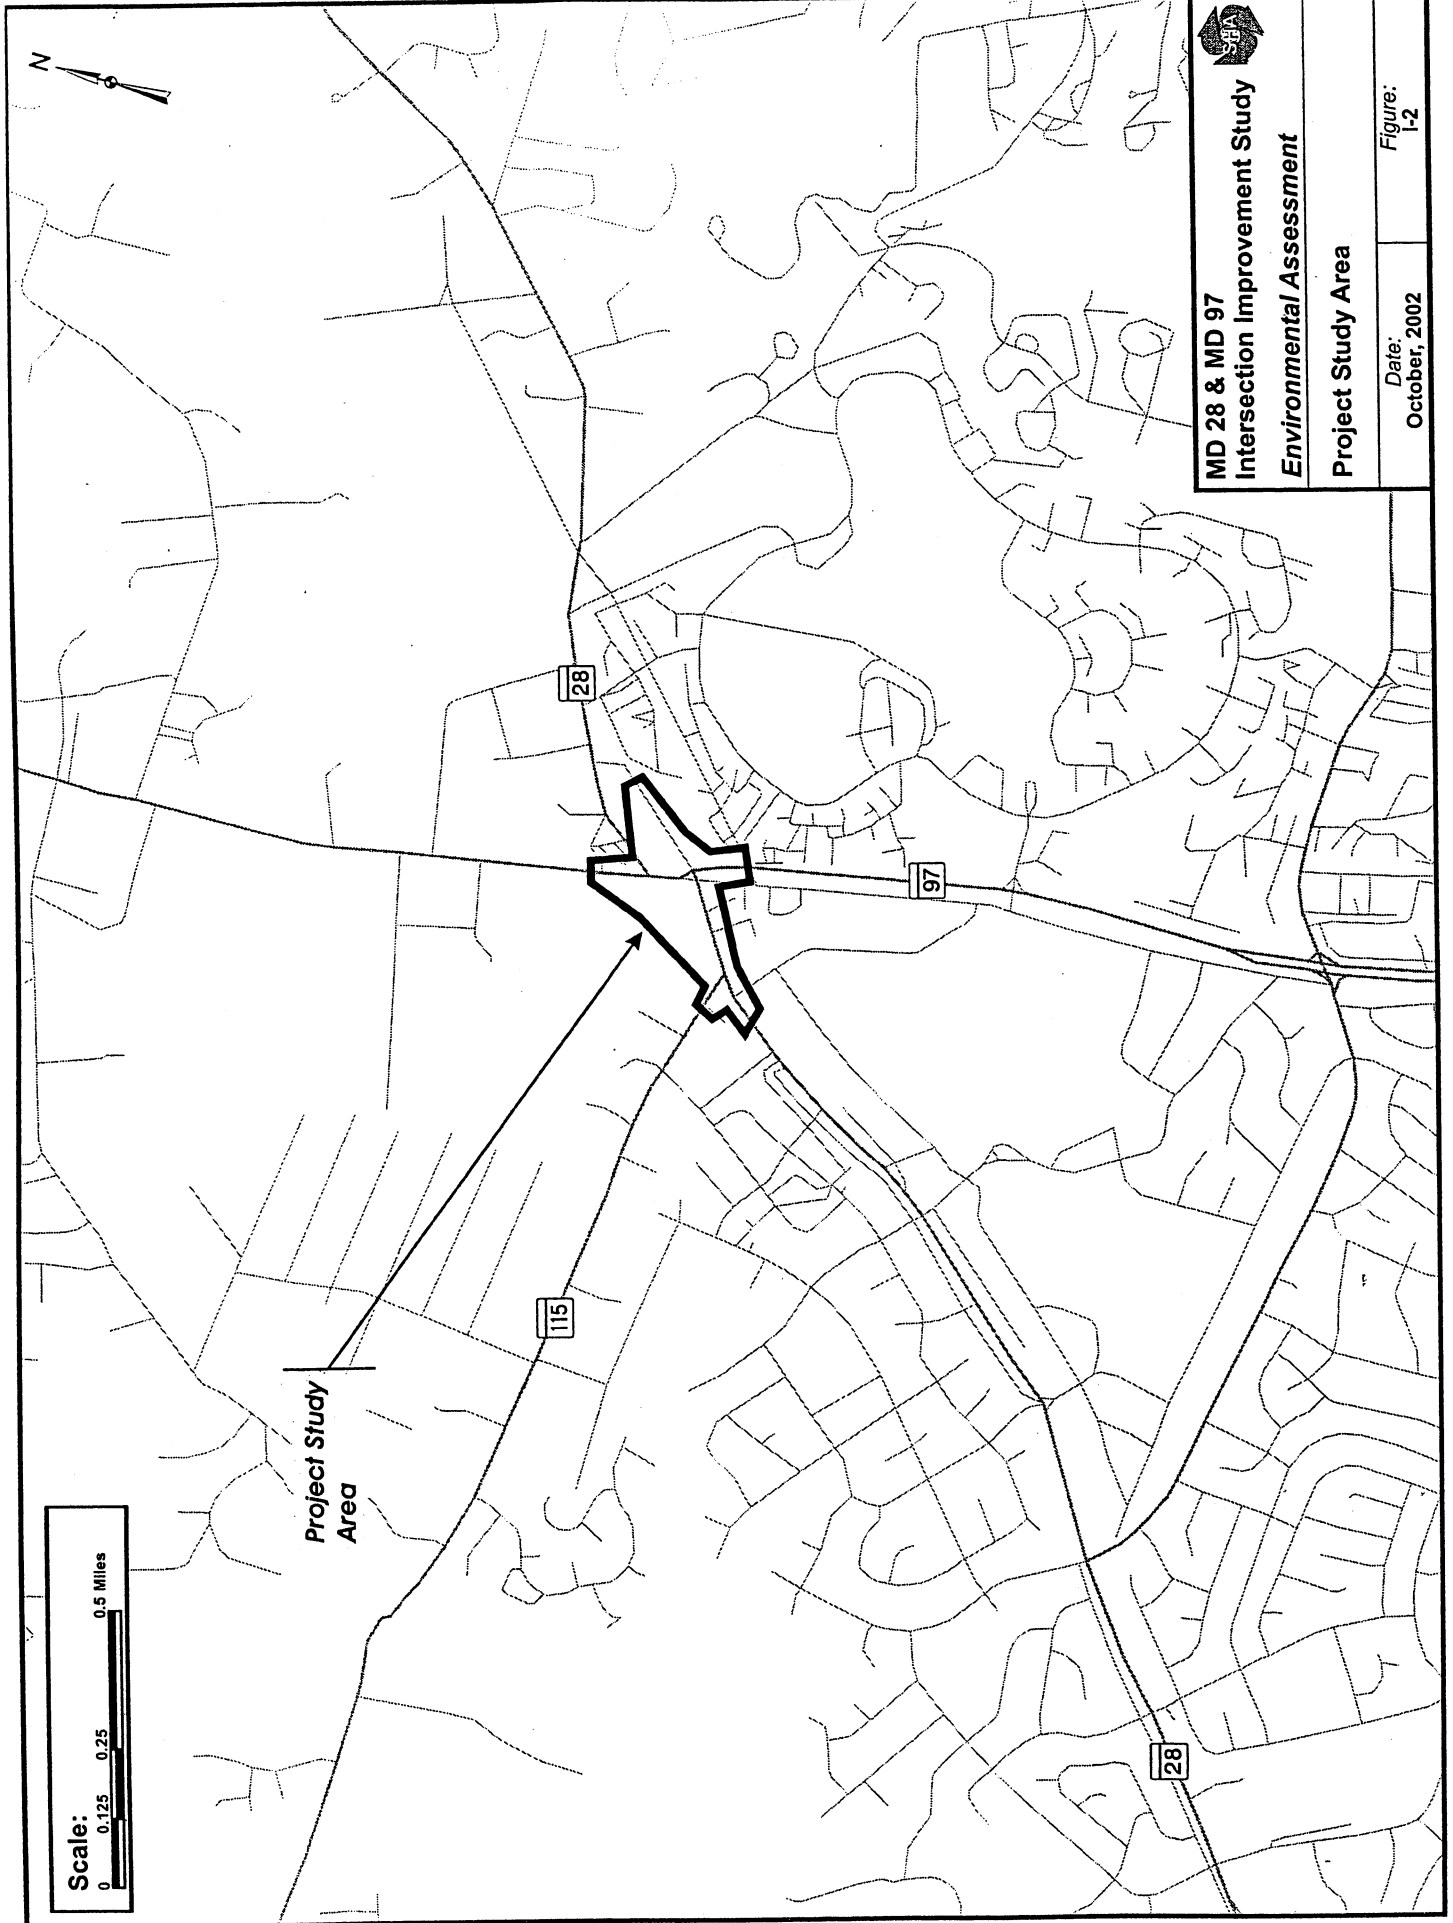 N
Scale:
0 0.125 0.25 0.5 Miles
Project Study
Area
115
28
97
28
SHA
MD 28 & MD 97
Intersection Improvement Study
Environmental Assessment
Project Study Area
Date:
October, 2002
Figure:
I-2